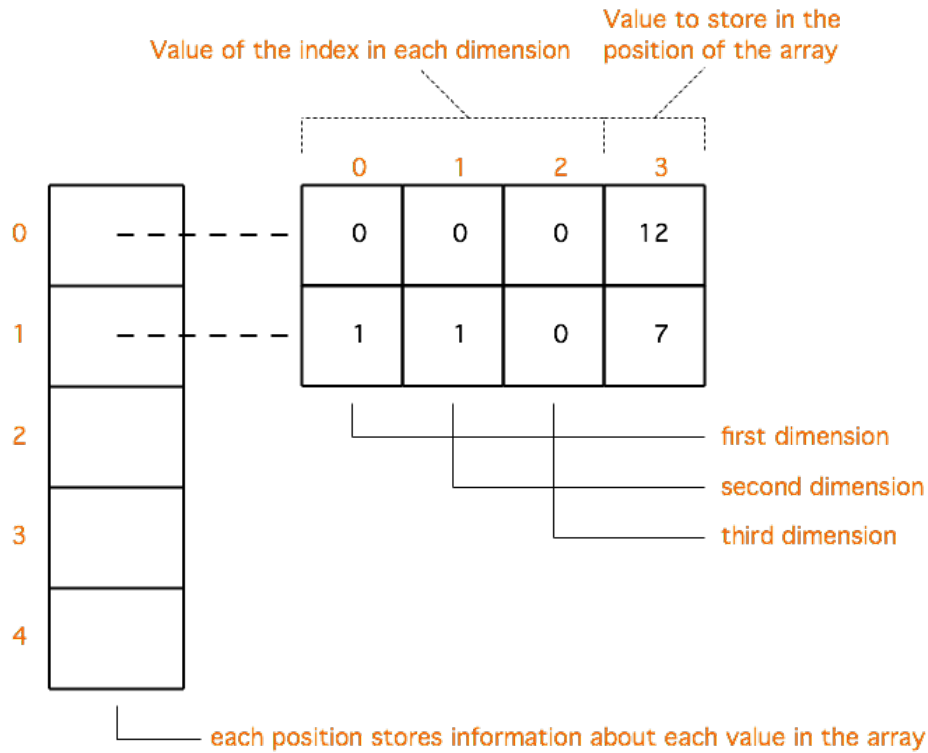 Value to store in the
Value of the index in each dimension
position of the array
0 1 2 3
0 0 0 0 12
1 1 1 0 7
2
first dimension
second dimension
3
third dimension
4
each position stores information about each value in the array